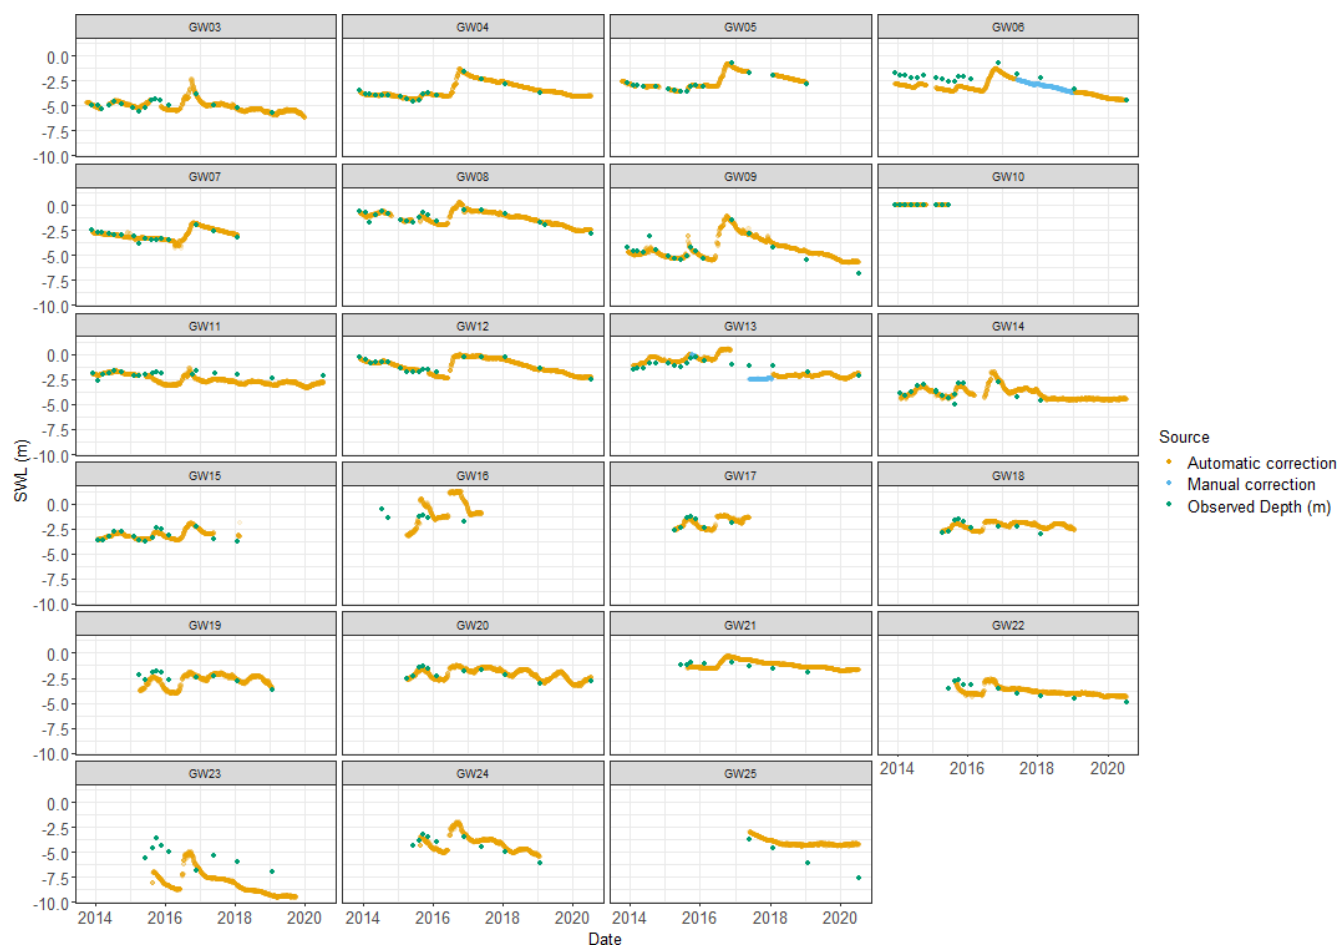 GW03 GW04 GW05 GW06
0.0
-2.5
-5.0
-7.5
-10.0
GW07 GW08 GW09 GW10
0.0
-2.5
-5.0
-7.5
-10.0
GW11 GW12 GW13 GW14
0.0
-2.5
-5.0
-7.5
-10.0
SWL (m)
GW15 GW16 GW17 GW18
0.0
-2.5
-5.0
-7.5
-10.0
GW19 GW20 GW21 GW22
0.0
-2.5
-5.0
-7.5
-10.0
2014 2016 2018 2020
GW23 GW24 GW25
0.0
-2.5
-5.0
-7.5
-10.0
2014 2016 2018 2020 2014 2016 2018 2020 2014 2016 2018 2020
Date
Source
Automatic correction
Manual correction
Observed Depth (m)